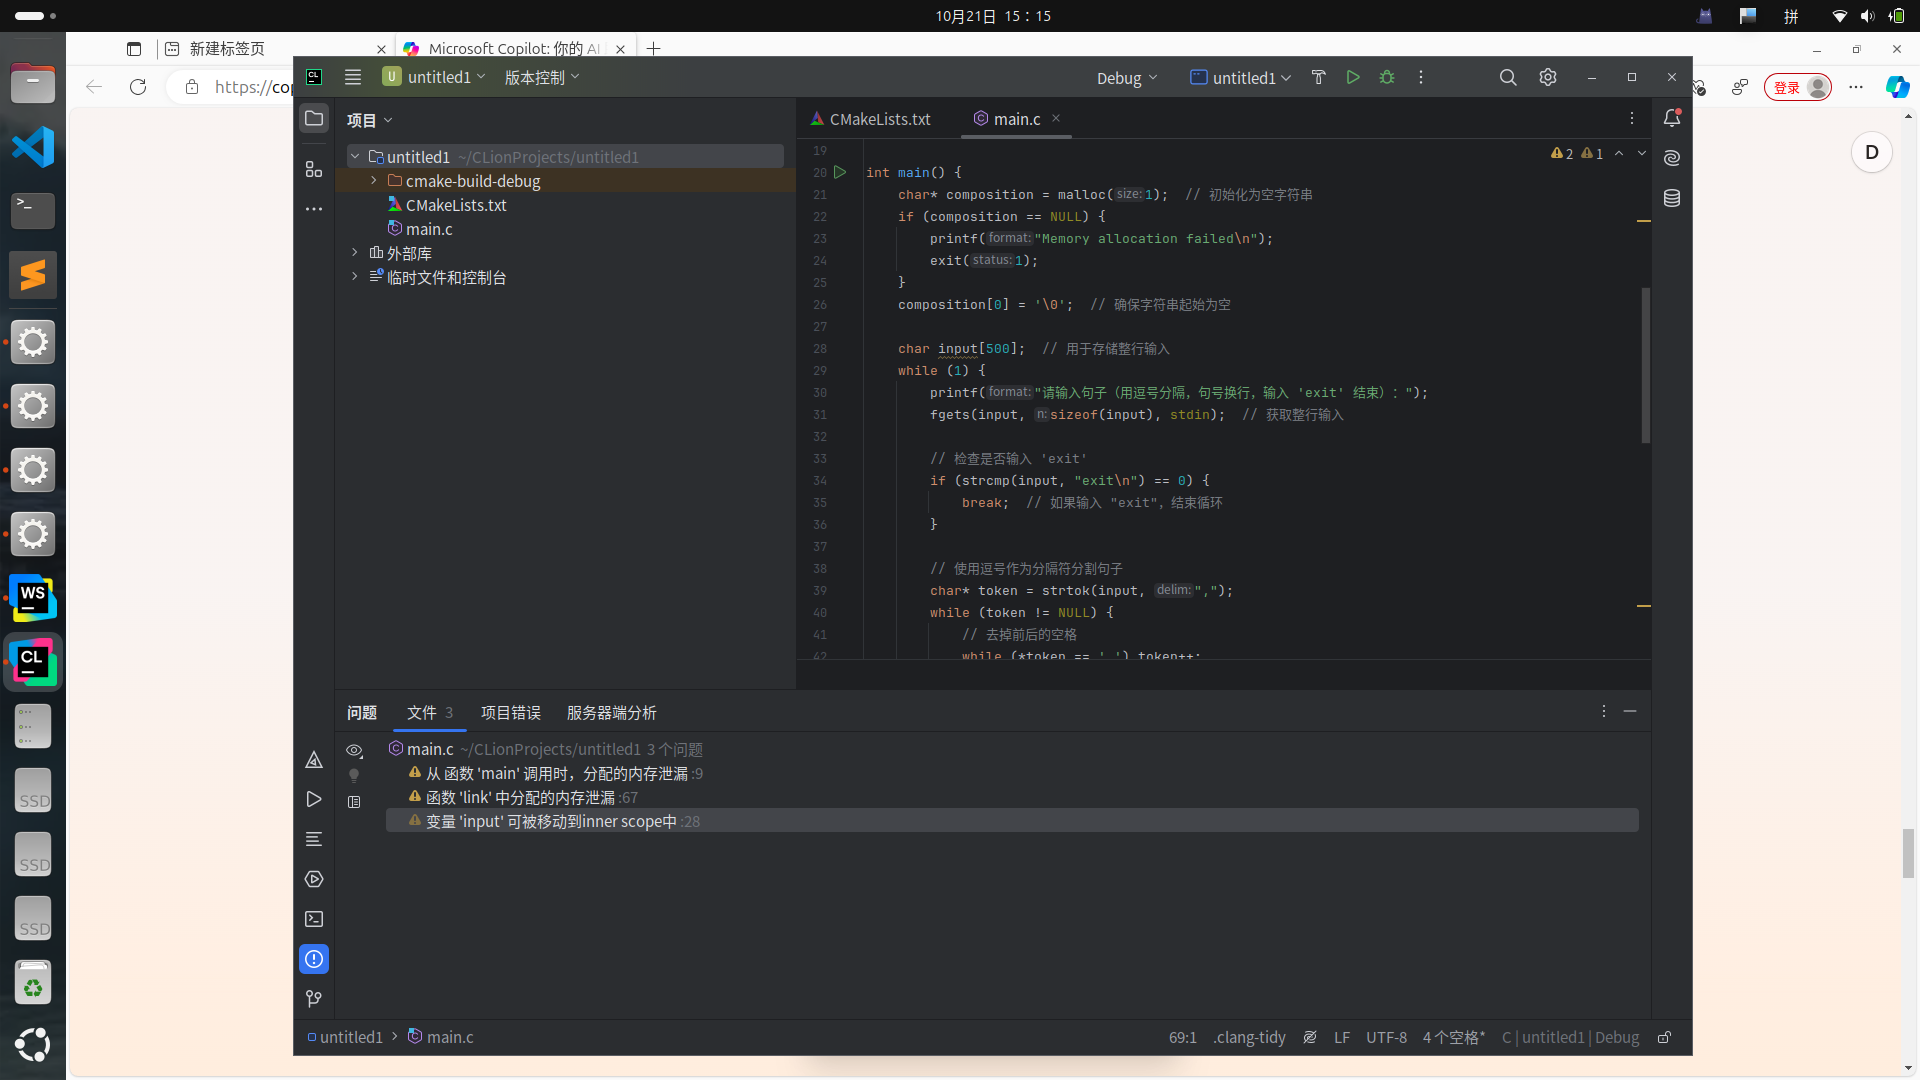 10月21日 15：15
拼
新建标签页
Microsoft Copilot: 你的 AI
https://cop
登录
D
CL
U untitled1
版本控制
Debug
untitled1
项目
untitled1 ~/CLionProjects/untitled1
cmake-build-debug
CMakeLists.txt
main.c
外部库
临时文件和控制台
CMakeLists.txt
main.c
2 1
19
20 int main() {
21 char* composition = malloc( size: 1); // 初始化为空字符串
22 if (composition == NULL) {
23 printf( format: "Memory allocation failed\n");
24 exit( status: 1);
25 }
26 composition[0] = '\0'; // 确保字符串起始为空
27
28 char input[500]; // 用于存储整行输入
29 while (1) {
30 printf( format: "请输入句子（用逗号分隔，句号换行，输入 'exit' 结束）：");
31 fgets(input, n: sizeof(input), stdin); // 获取整行输入
32
33 // 检查是否输入 'exit'
34 if (strcmp(input, "exit\n") == 0) {
35 break; // 如果输入 "exit"，结束循环
36 }
37
38 // 使用逗号作为分隔符分割句子
39 char* token = strtok(input, delim: ",");
40 while (token != NULL) {
41 // 去掉前后的空格
42 while (*token == ' ') token++;
问题
文件 3
项目错误
服务器端分析
main.c ~/CLionProjects/untitled1 3 个问题
从 函数 'main' 调用时，分配的内存泄漏 :9
函数 'link' 中分配的内存泄漏 :67
变量 'input' 可被移动到inner scope中 :28
untitled1 main.c
69:1 .clang-tidy LF UTF-8 4 个空格* C | untitled1 | Debug
WS
CL
SSD
SSD
SSD